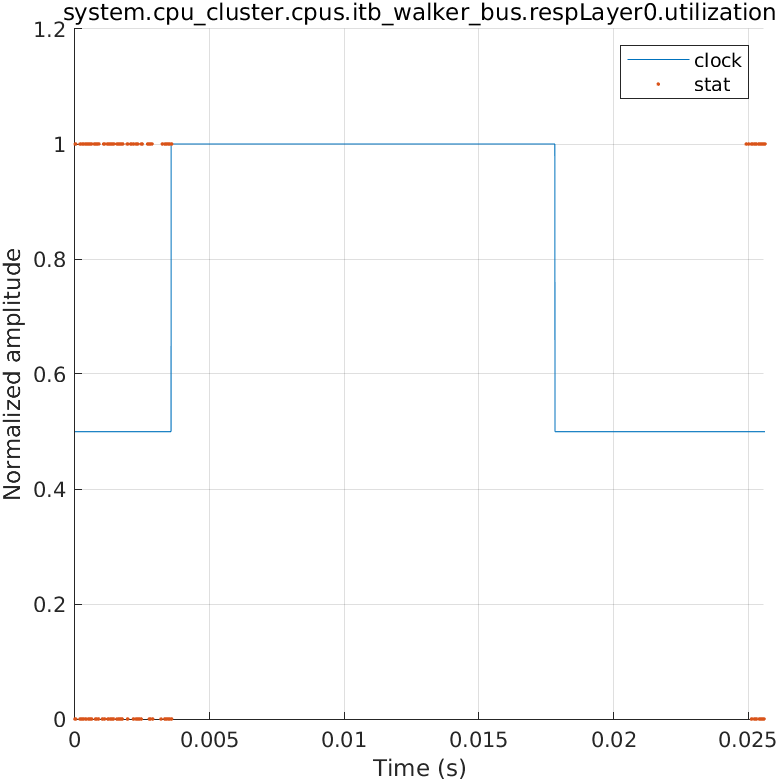 system.cpu_cluster.cpus.itb_walker_bus.respLayer0.utilization
1.2
clock
stat
1
0.8
0.6
0.4
0.2
0
Normalized amplitude
0
0.005
0.01
0.015
0.02
0.025
Time (s)